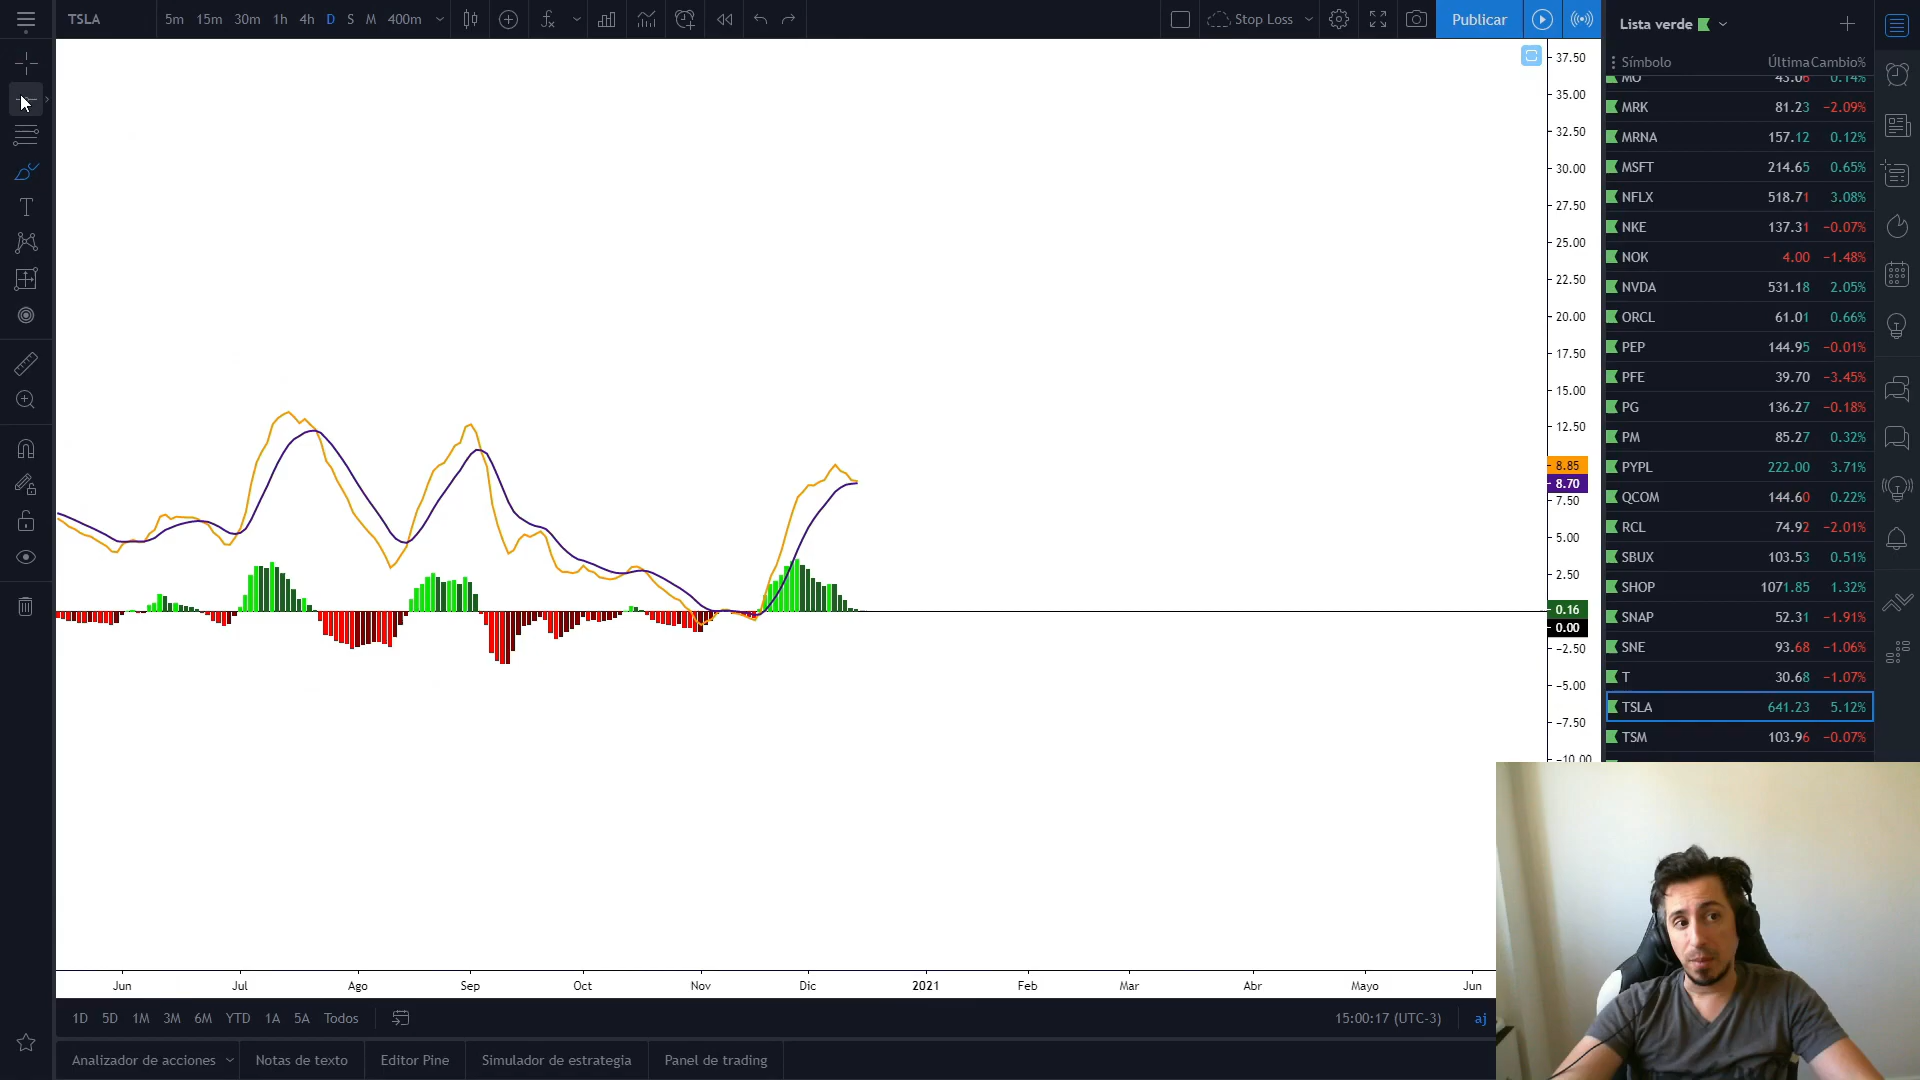 TSLA 5m 15m 30m 1h 4h D S M 400m Stop Loss Publicar
Lista verde
Símbolo Última Cambio%
MO 43.06 0.14%
MRK 81.23 −2.09%
MRNA 157.12 0.12%
MSFT 214.65 0.65%
NFLX 518.71 3.08%
NKE 137.31 −0.07%
NOK 4.00 −1.48%
NVDA 531.18 2.05%
ORCL 61.01 0.66%
PEP 144.95 −0.01%
PFE 39.70 −3.45%
PG 136.27 −0.18%
PM 85.27 0.32%
PYPL 222.00 3.71%
QCOM 144.60 0.22%
RCL 74.92 −2.01%
SBUX 103.53 0.51%
SHOP 1071.85 1.32%
SNAP 52.31 −1.91%
SNE 93.68 −1.06%
T 30.68 −1.07%
TSLA 641.23 5.12%
TSM 103.96 −0.07%
37.50
35.00
32.50
30.00
27.50
25.00
22.50
20.00
17.50
15.00
12.50
8.85
8.70
7.50
5.00
2.50
0.16
0.00
−2.50
−5.00
−7.50
−10.00
Jun Jul Ago Sep Oct Nov Dic 2021 Feb Mar Abr Mayo Jun
1D 5D 1M 3M 6M YTD 1A 5A Todos 15:00:17 (UTC-3) aj
Analizador de acciones Notas de texto Editor Pine Simulador de estrategia Panel de trading